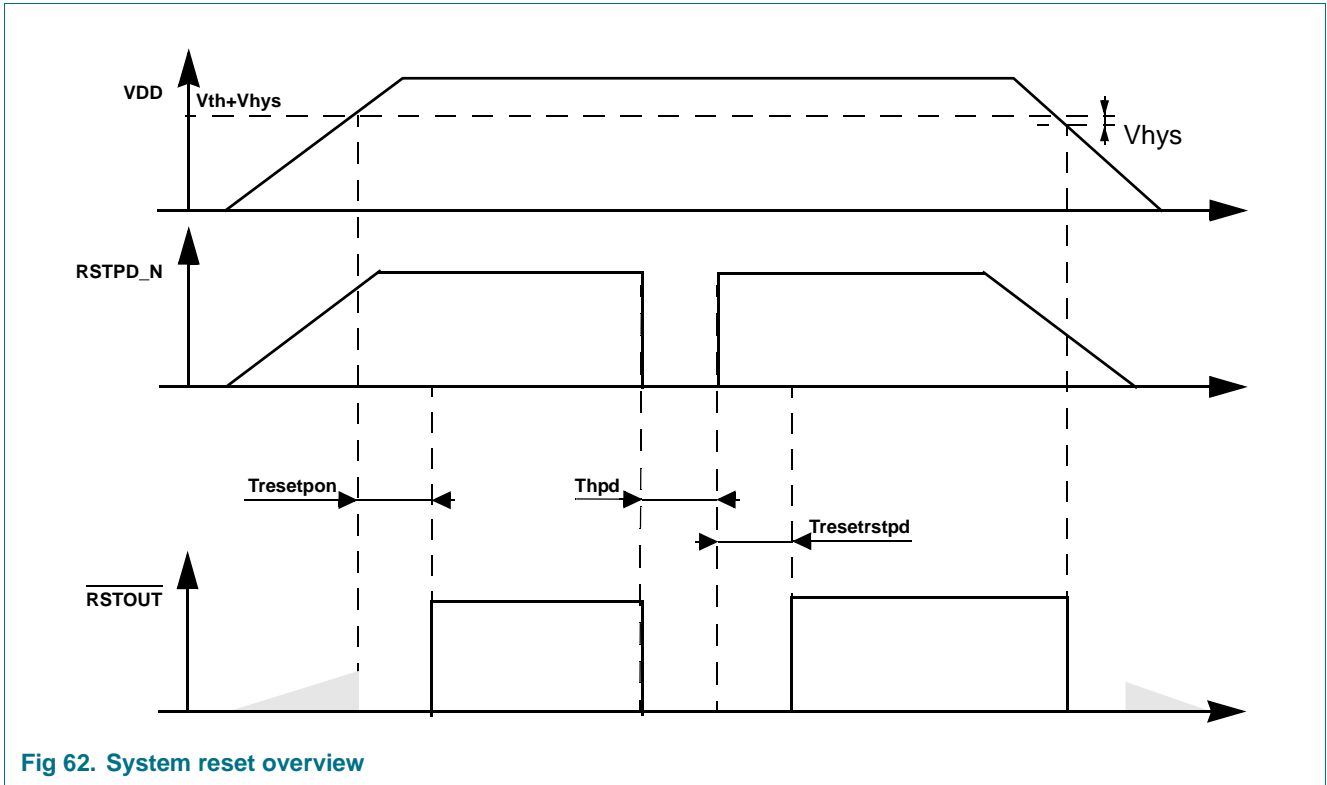 VDD
Vth+Vhys
Vhys
RSTPD_N
Tresetpon
Thpd
Tresetrstpd
RSTOUT
Fig 62. System reset overview